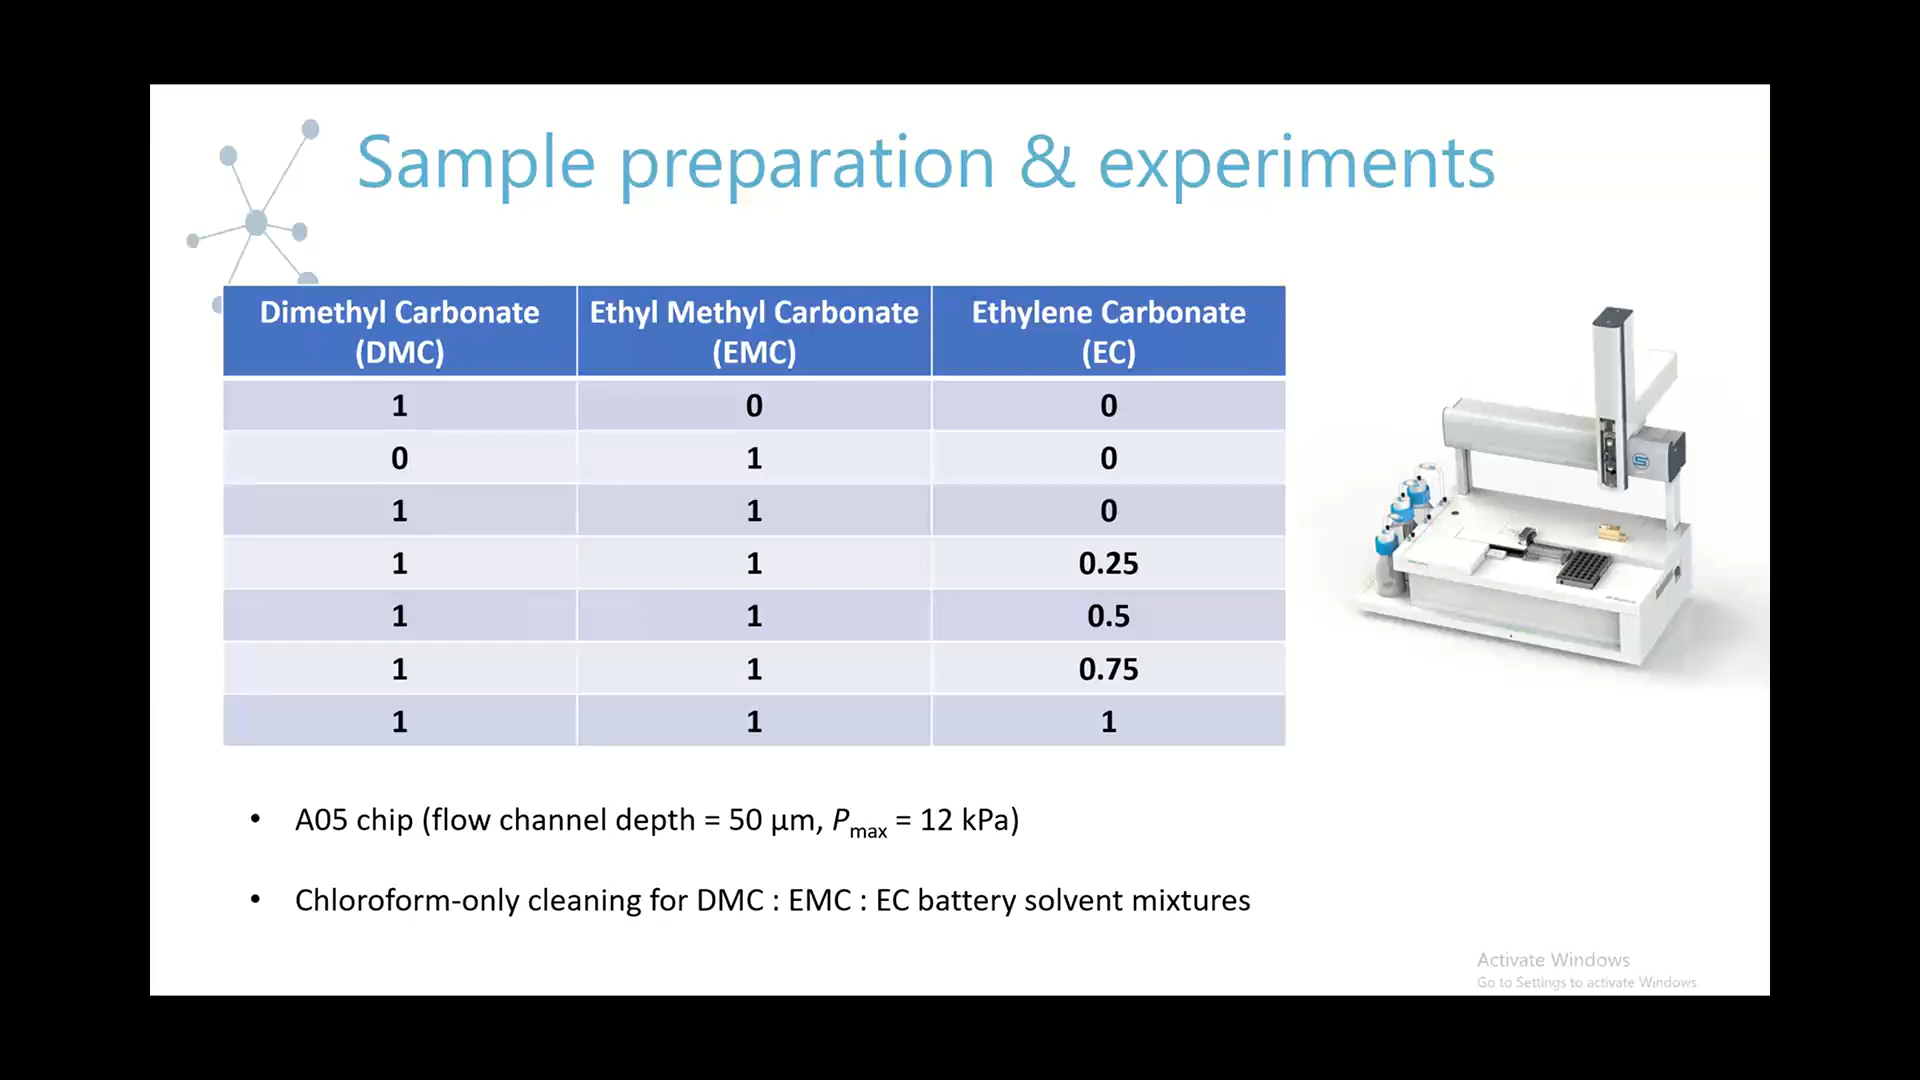 Sample preparation & experiments
Dimethyl Carbonate (DMC) Ethyl Methyl Carbonate (EMC) Ethylene Carbonate (EC)
1 0 0
0 1 0
1 1 0
1 1 0.25
1 1 0.5
1 1 0.75
1 1 1
• A05 chip (flow channel depth = 50 µm, Pmax = 12 kPa)
• Chloroform-only cleaning for DMC : EMC : EC battery solvent mixtures
Activate Windows
Go to Settings to activate Windows.